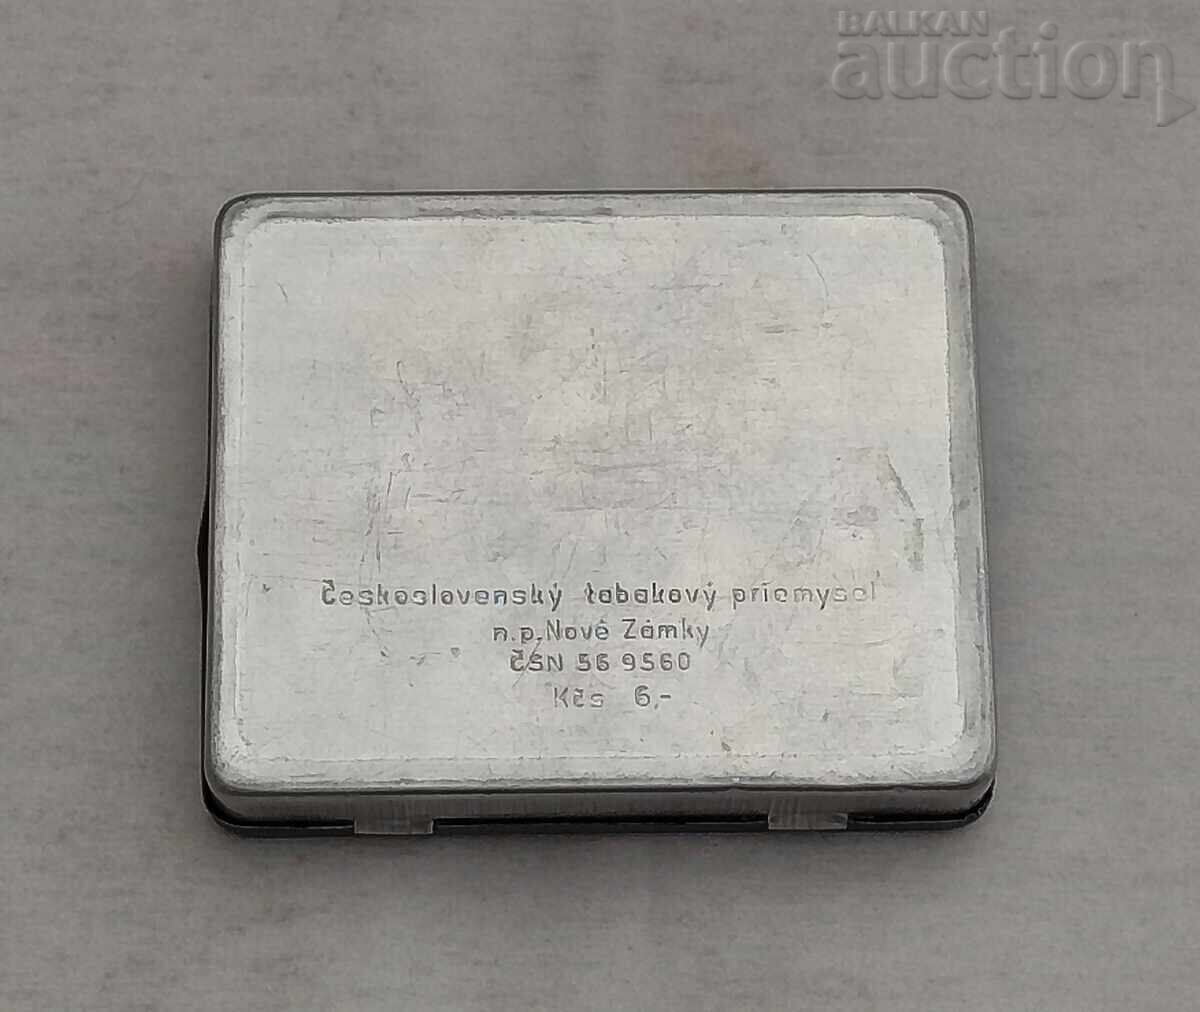 BALKAN
auction
Československý tabakový priemysel
n.p. Nové Zámky
ČSN 56 9560
Kčs 6,-